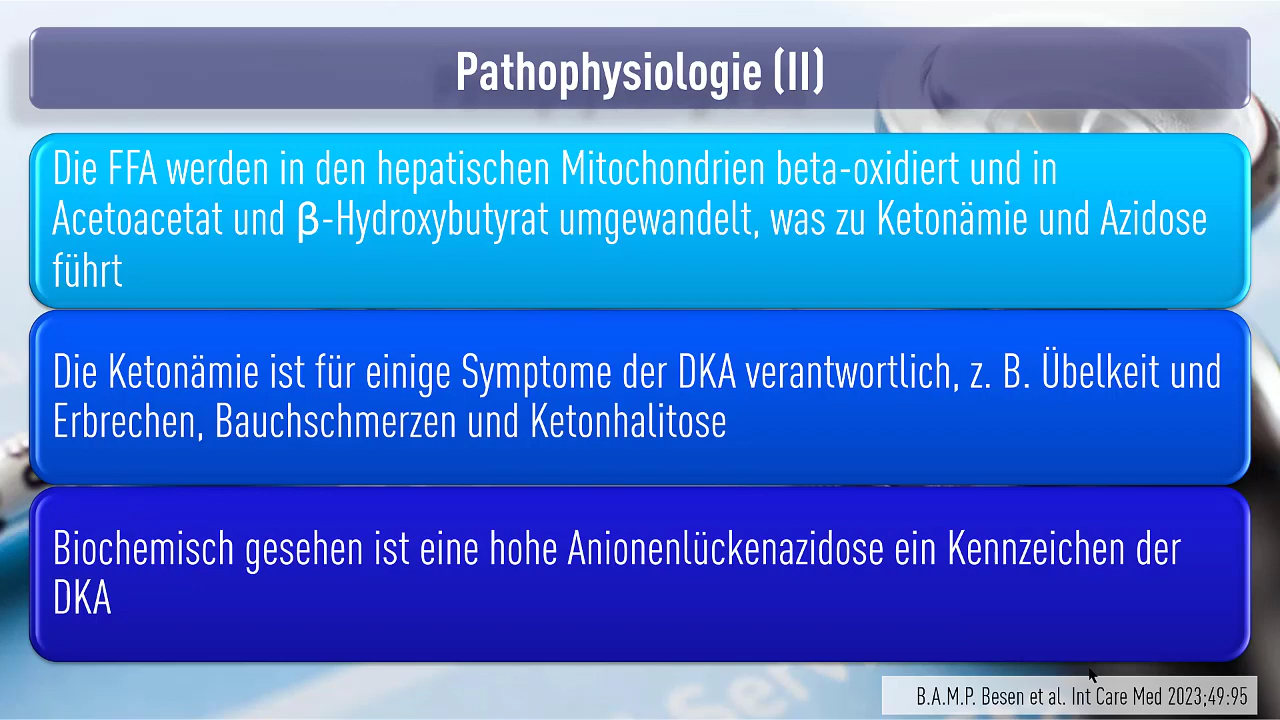 Pathophysiologie (II)
Die FFA werden in den hepatischen Mitochondrien beta-oxidiert und in
Acetoacetat und β-Hydroxybutyrat umgewandelt, was zu Ketonämie und Azidose
führt
Die Ketonämie ist für einige Symptome der DKA verantwortlich, z. B. Übelkeit und
Erbrechen, Bauchschmerzen und Ketonhalitose
Biochemisch gesehen ist eine hohe Anionenlückenazidose ein Kennzeichen der
DKA
B.A.M.P. Besen et al. Int Care Med 2023;49:95